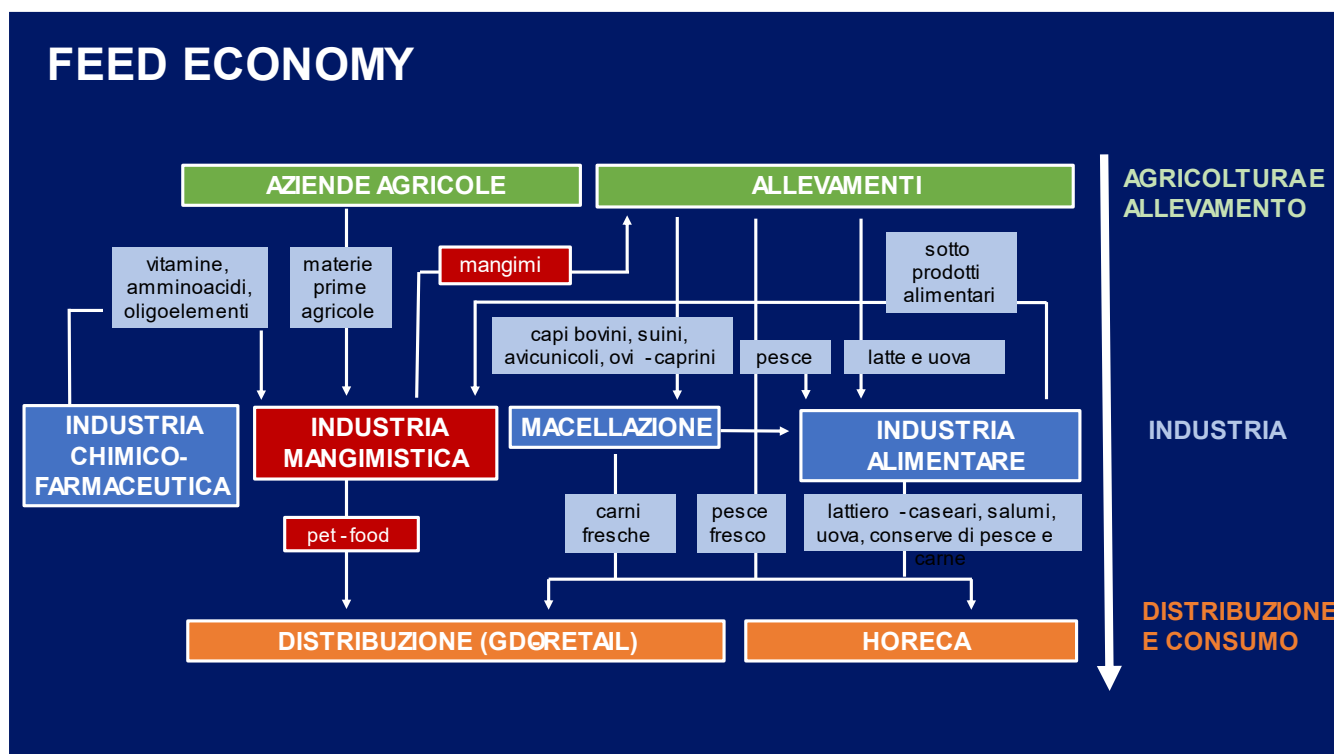 FEED ECONOMY
AZIENDE AGRICOLE
ALLEVAMENTI
AGRICOLTURA E
ALLEVAMENTO
vitamine,
amminoacidi,
oligoelementi
materie
prime
agricole
mangimi
sotto
prodotti
alimentari
capi bovini, suini,
avicunicoli, ovi -caprini
pesce
latte e uova
INDUSTRIA
CHIMICO-
FARMACEUTICA
INDUSTRIA
MANGIMISTICA
MACELLAZIONE
INDUSTRIA
ALIMENTARE
INDUSTRIA
pet-food
carni
fresche
pesce
fresco
lattiero -caseari, salumi,
uova, conserve di pesce e
carne
DISTRIBUZIONE (GDO-RETAIL)
HORECA
DISTRIBUZIONE
E CONSUMO